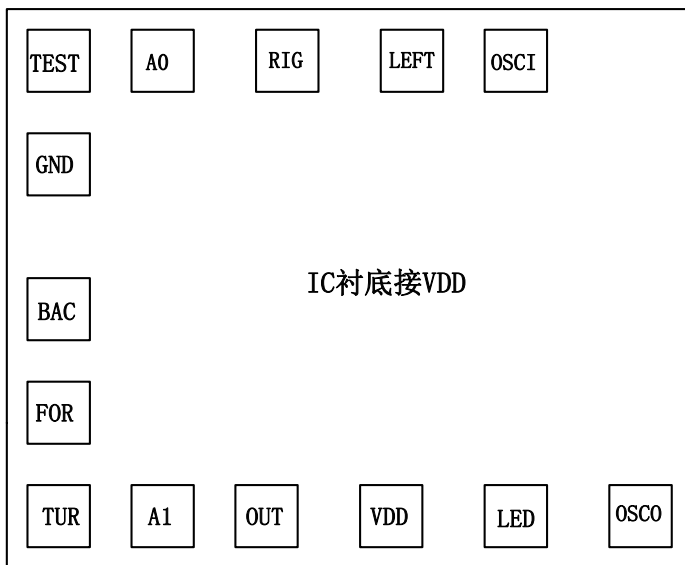 TEST
A0
RIG
LEFT
OSCI
GND
IC衬底接VDD
BAC
FOR
TUR
A1
OUT
VDD
LED
OSCO